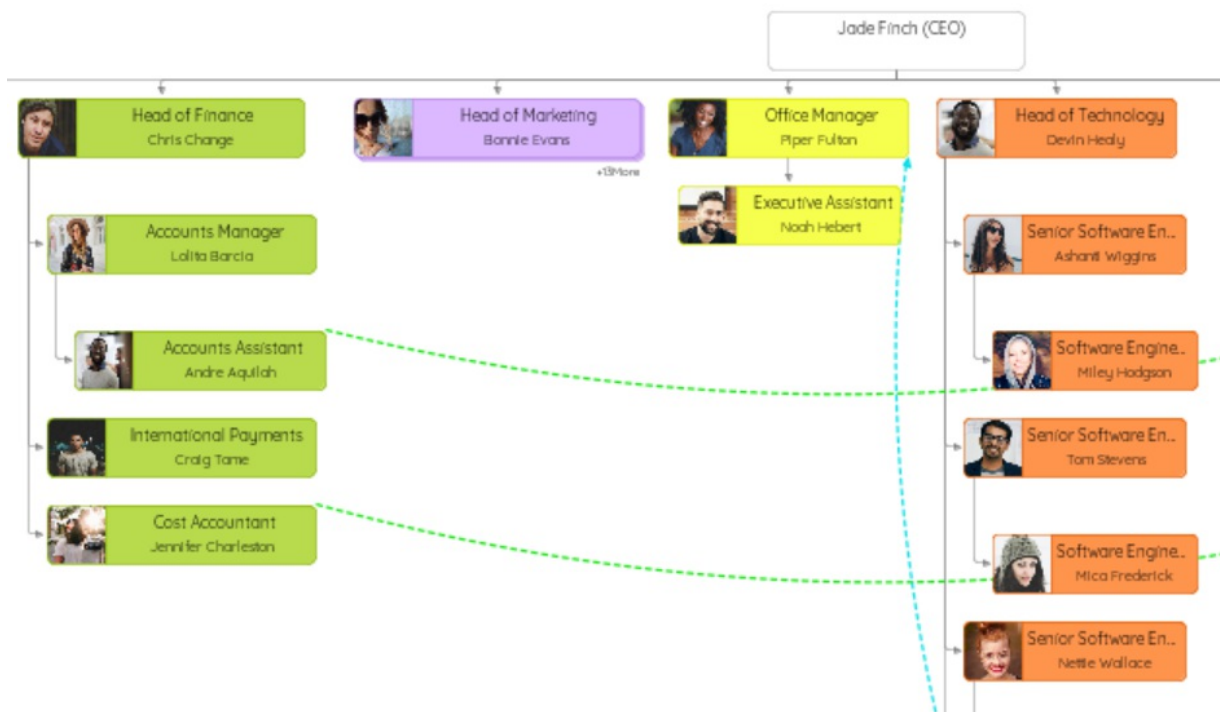 Jade Finch (CEO)
Head of Finance
Chris Change
Head of Marketing
Bonnie Evans
+13More
Office Manager
Piper Fulton
Head of Technology
Devin Healy
Executive Assistant
Noah Hebert
Accounts Manager
Lolita Barcia
Senior Software En...
Ashanti Wiggins
Accounts Assistant
Andre Aquilah
Software Engine...
Miley Hodgson
International Payments
Craig Tame
Senior Software En...
Tom Stevens
Cost Accountant
Jennifer Charleston
Software Engine...
Mica Frederick
Senior Software En...
Nettie Wallace